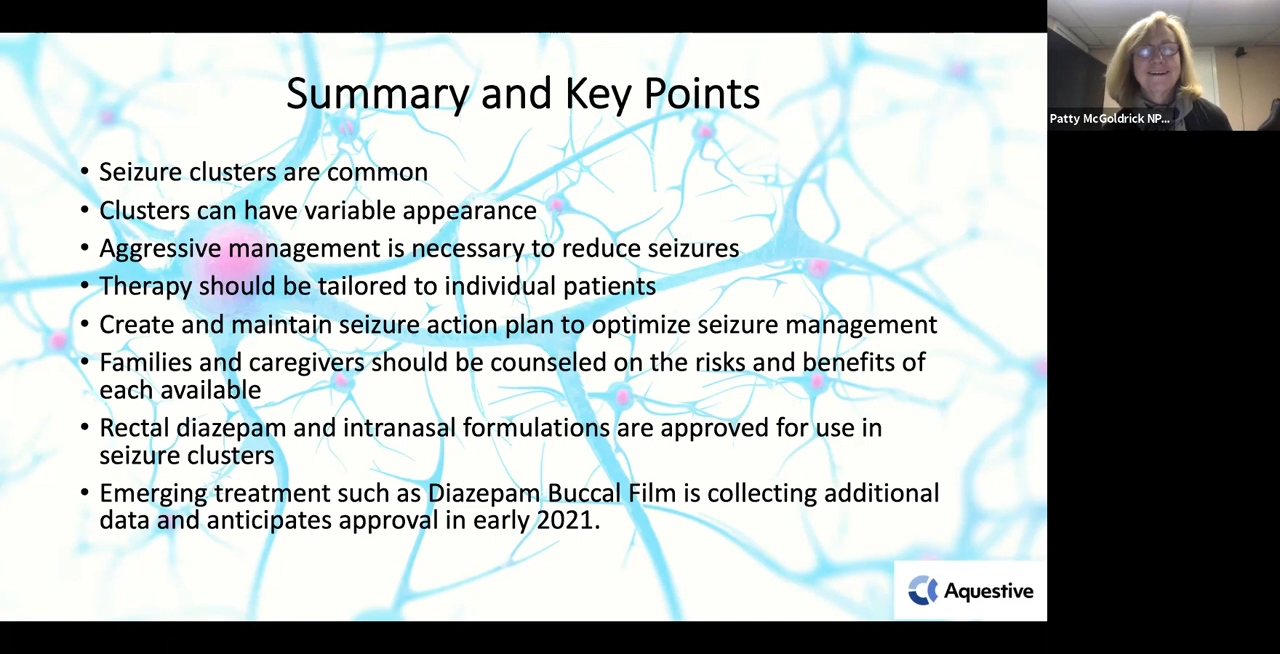 Summary and Key Points
• Seizure clusters are common
• Clusters can have variable appearance
• Aggressive management is necessary to reduce seizures
• Therapy should be tailored to individual patients
• Create and maintain seizure action plan to optimize seizure management
• Families and caregivers should be counseled on the risks and benefits of
each available
• Rectal diazepam and intranasal formulations are approved for use in
seizure clusters
• Emerging treatment such as Diazepam Buccal Film is collecting additional
data and anticipates approval in early 2021.
Aquestive
Patty McGoldrick NP...